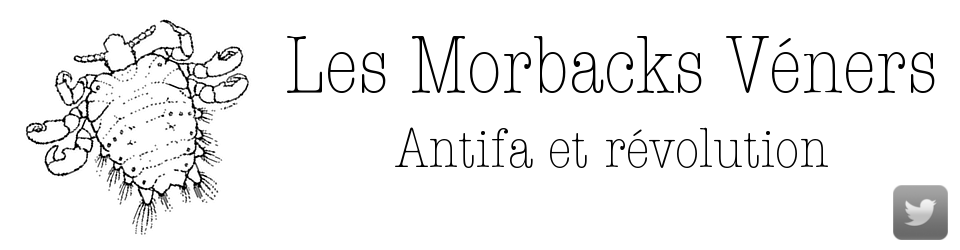 Les Morbacks Véners
Antifa et révolution